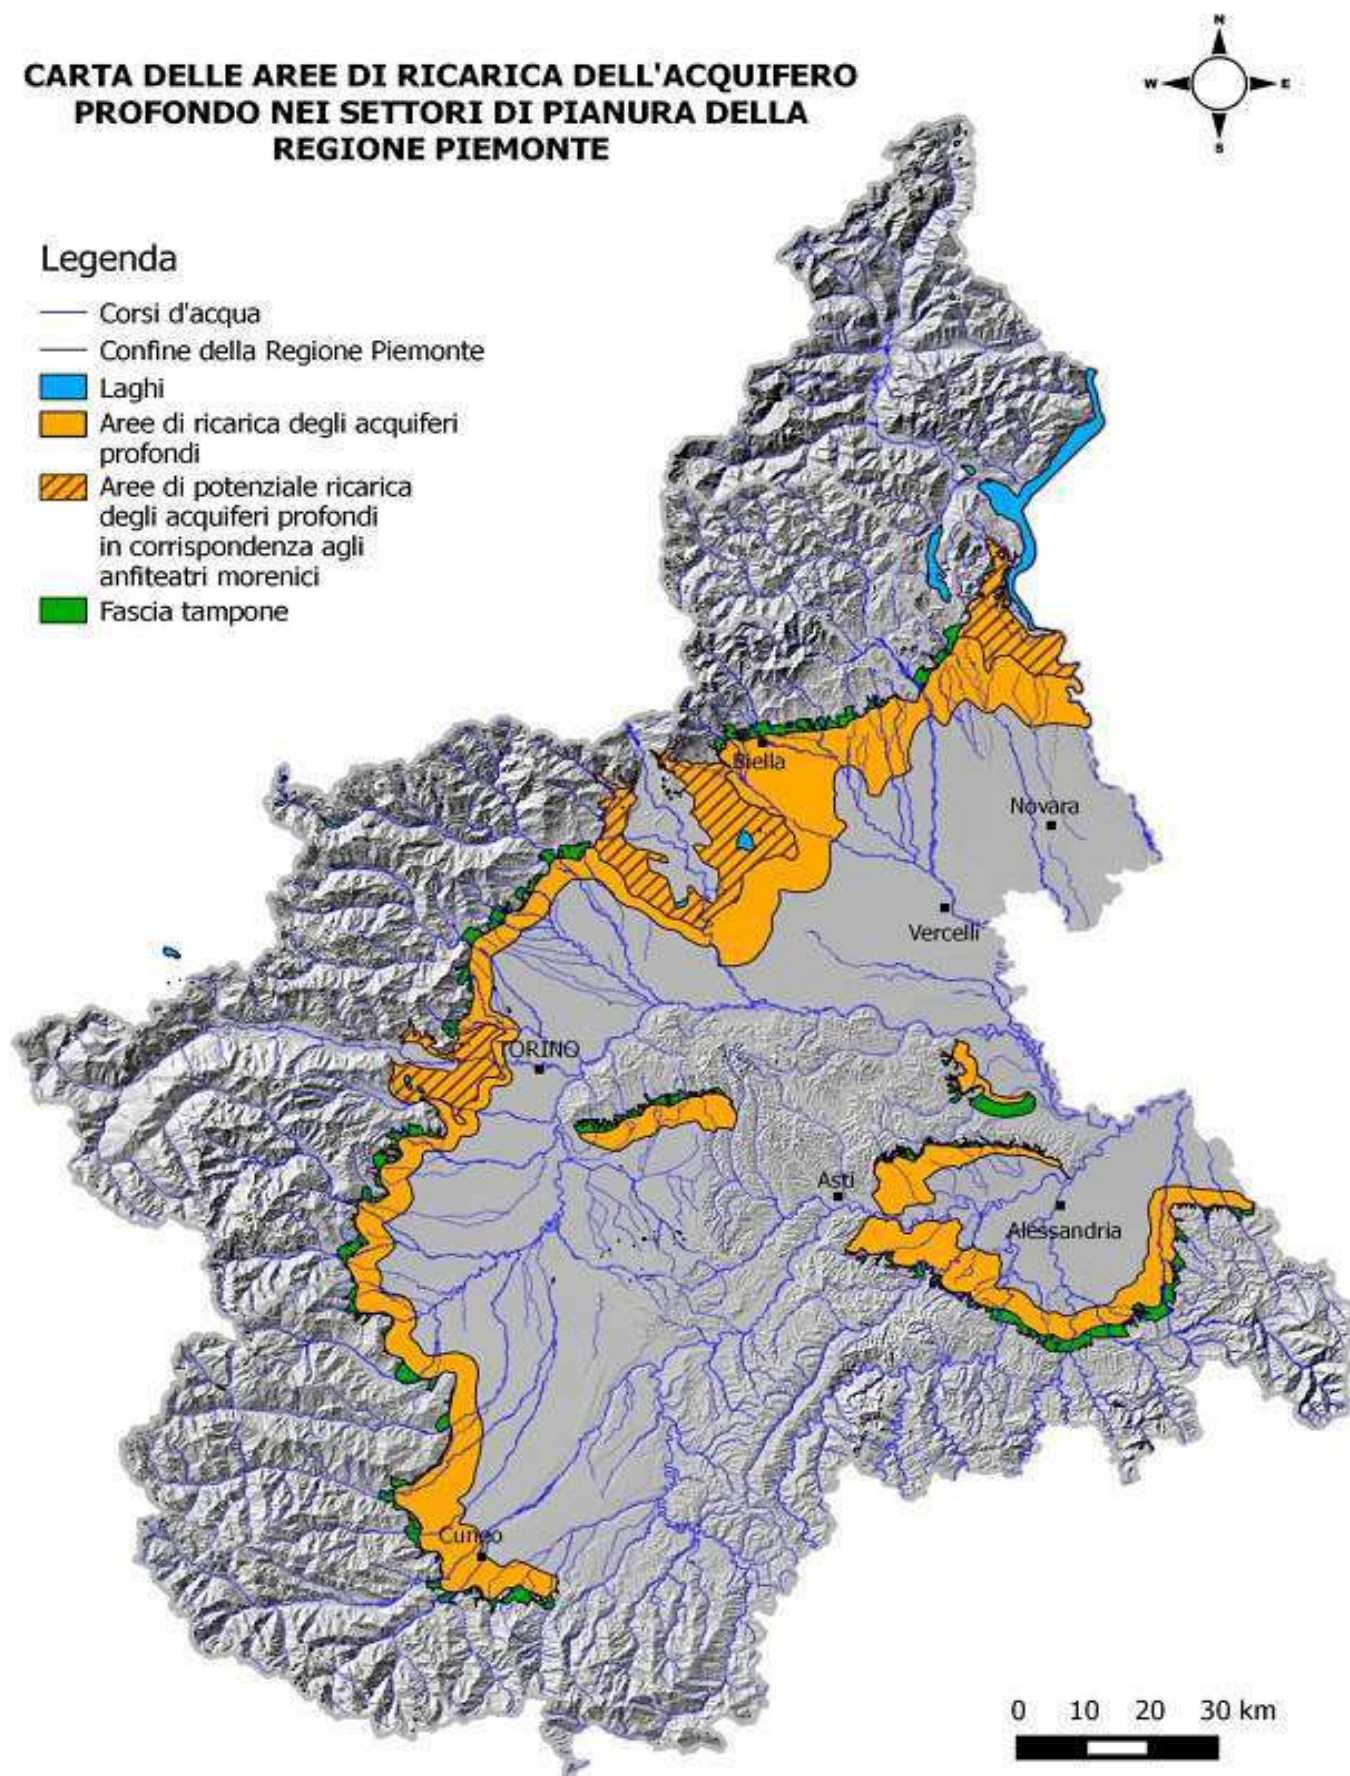 CARTA DELLE AREE DI RICARICA DELL'ACQUIFERO
PROFONDO NEI SETTORI DI PIANURA DELLA
REGIONE PIEMONTE
N
W E
S
Legenda
Corsi d'acqua
Confine della Regione Piemonte
Laghi
Aree di ricarica degli acquiferi
profondi
Aree di potenziale ricarica
degli acquiferi profondi
in corrispondenza agli
anfiteatri morenici
Fascia tampone
Biella
Novara
Vercelli
TORINO
Asti
Alessandria
Cuneo
0 10 20 30 km